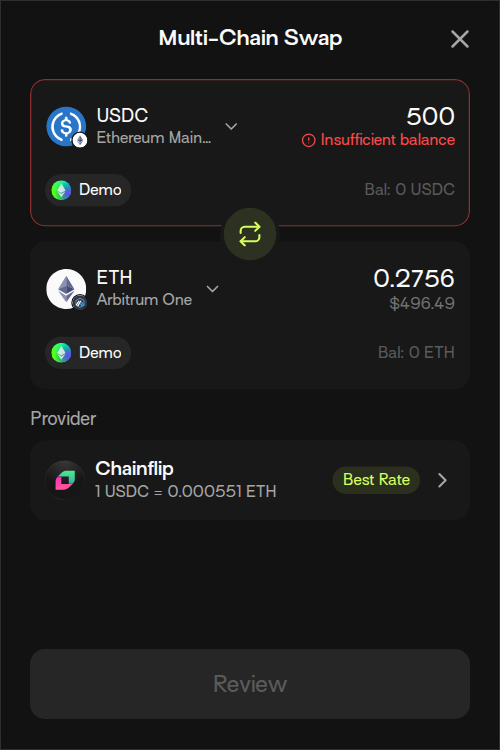 Multi-Chain Swap
USDC
500
Ethereum Main...
Insufficient balance
Demo
Bal: 0 USDC
ETH
0.2756
Arbitrum One
$496.49
Demo
Bal: 0 ETH
Provider
Chainflip
1 USDC = 0.000551 ETH
Best Rate
Review